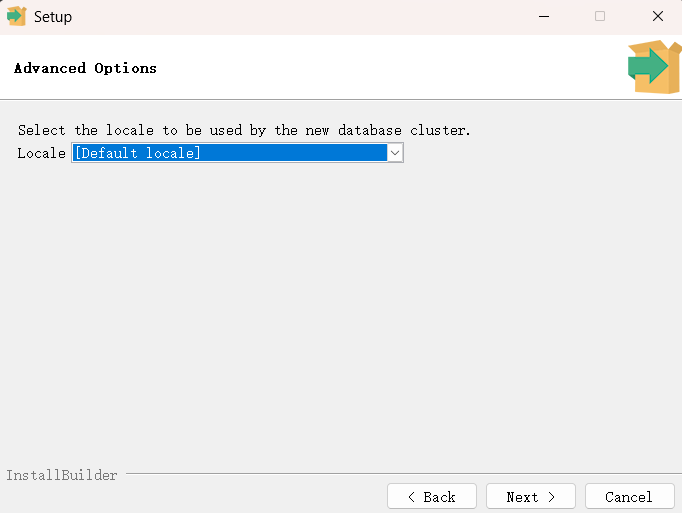 Setup
Advanced Options
Select the locale to be used by the new database cluster.
Locale [Default locale]
InstallBuilder
< Back Next > Cancel